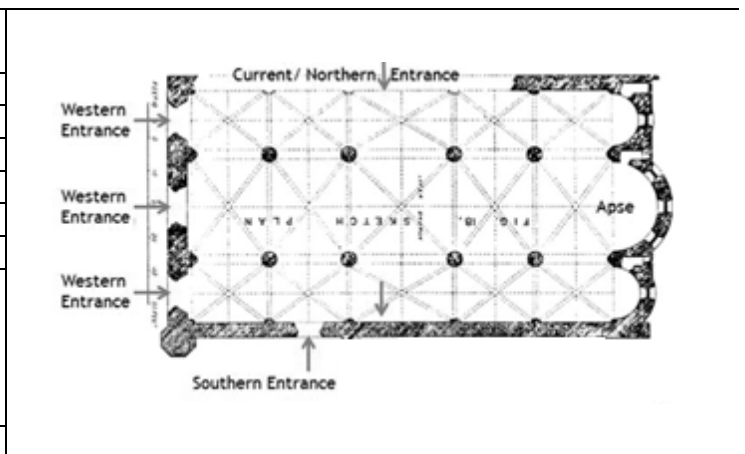 Current/ Northern Entrance
Western
Entrance
Western
Entrance
Apse
FIG. 18. SKETCH PLAN
Western
Entrance
Southern Entrance